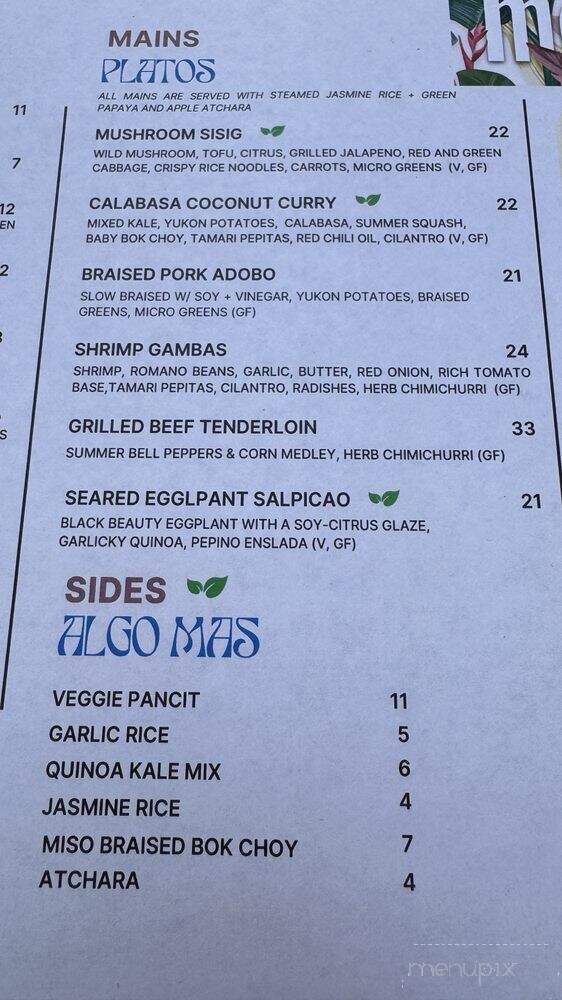 MAINS
PLATOS
ALL MAINS ARE SERVED WITH STEAMED JASMINE RICE + GREEN
PAPAYA AND APPLE ATCHARA
MUSHROOM SISIG 22
WILD MUSHROOM, TOFU, CITRUS, GRILLED JALAPENO, RED AND GREEN
CABBAGE, CRISPY RICE NOODLES, CARROTS, MICRO GREENS (V, GF)
CALABASA COCONUT CURRY 22
MIXED KALE, YUKON POTATOES, CALABASA, SUMMER SQUASH,
BABY BOK CHOY, TAMARI PEPITAS, RED CHILI OIL, CILANTRO (V, GF)
BRAISED PORK ADOBO 21
SLOW BRAISED W/ SOY + VINEGAR, YUKON POTATOES, BRAISED
GREENS, MICRO GREENS (GF)
SHRIMP GAMBAS 24
SHRIMP, ROMANO BEANS, GARLIC, BUTTER, RED ONION, RICH TOMATO
BASE,TAMARI PEPITAS, CILANTRO, RADISHES, HERB CHIMICHURRI (GF)
GRILLED BEEF TENDERLOIN 33
SUMMER BELL PEPPERS & CORN MEDLEY, HERB CHIMICHURRI (GF)
SEARED EGGLPANT SALPICAO 21
BLACK BEAUTY EGGPLANT WITH A SOY-CITRUS GLAZE,
GARLICKY QUINOA, PEPINO ENSLADA (V, GF)
SIDES
ALGO MAS
VEGGIE PANCIT 11
GARLIC RICE 5
QUINOA KALE MIX 6
JASMINE RICE 4
MISO BRAISED BOK CHOY 7
ATCHARA 4
11
7
12
EN
2
S
menupix